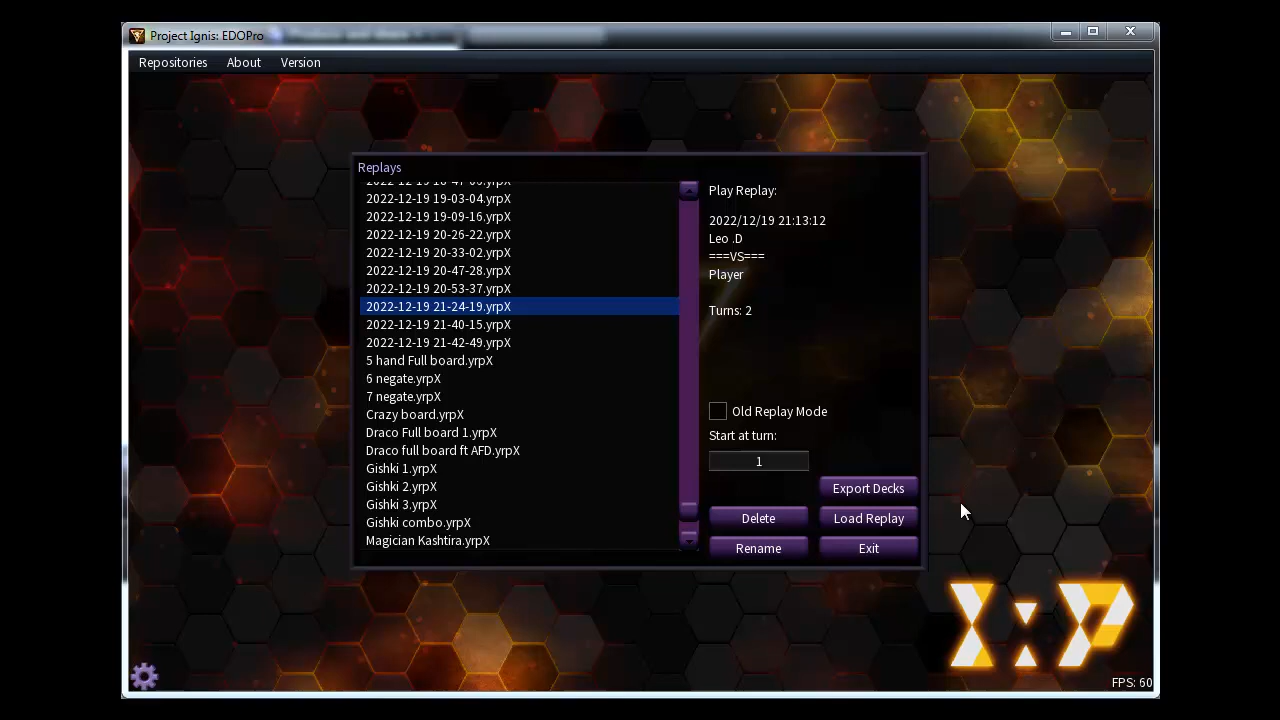 Project Ignis: EDOPro
Repositories About Version
Replays
2022-12-19 19-03-04.yrpX
2022-12-19 19-09-16.yrpX
2022-12-19 20-26-22.yrpX
2022-12-19 20-33-02.yrpX
2022-12-19 20-47-28.yrpX
2022-12-19 20-53-37.yrpX
2022-12-19 21-24-19.yrpX
2022-12-19 21-40-15.yrpX
2022-12-19 21-42-49.yrpX
5 hand Full board.yrpX
6 negate.yrpX
7 negate.yrpX
Crazy board.yrpX
Draco Full board 1.yrpX
Draco full board ft AFD.yrpX
Gishki 1.yrpX
Gishki 2.yrpX
Gishki 3.yrpX
Gishki combo.yrpX
Magician Kashtira.yrpX
Play Replay:
2022/12/19 21:13:12
Leo .D
===VS===
Player
Turns: 2
Old Replay Mode
Start at turn:
1
Export Decks
Delete Load Replay
Rename Exit
X:P
FPS: 60